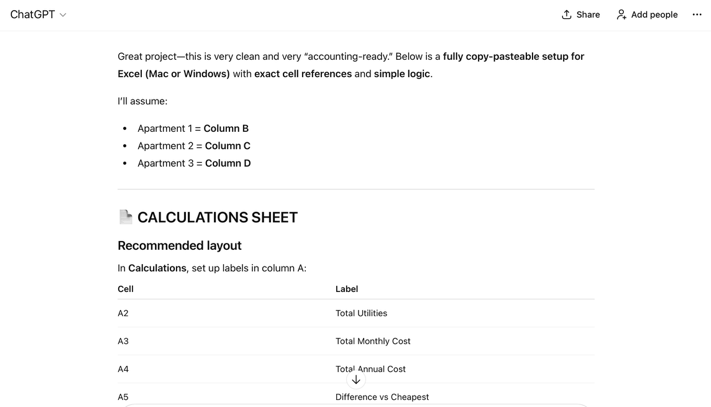 ChatGPT
Share
Add people
Great project—this is very clean and very “accounting-ready.” Below is a fully copy-pasteable setup for
Excel (Mac or Windows) with exact cell references and simple logic.
I’ll assume:
• Apartment 1 = Column B
• Apartment 2 = Column C
• Apartment 3 = Column D
CALCULATIONS SHEET
Recommended layout
In Calculations, set up labels in column A:
Cell Label
A2 Total Utilities
A3 Total Monthly Cost
A4 Total Annual Cost
A5 Difference vs Cheapest